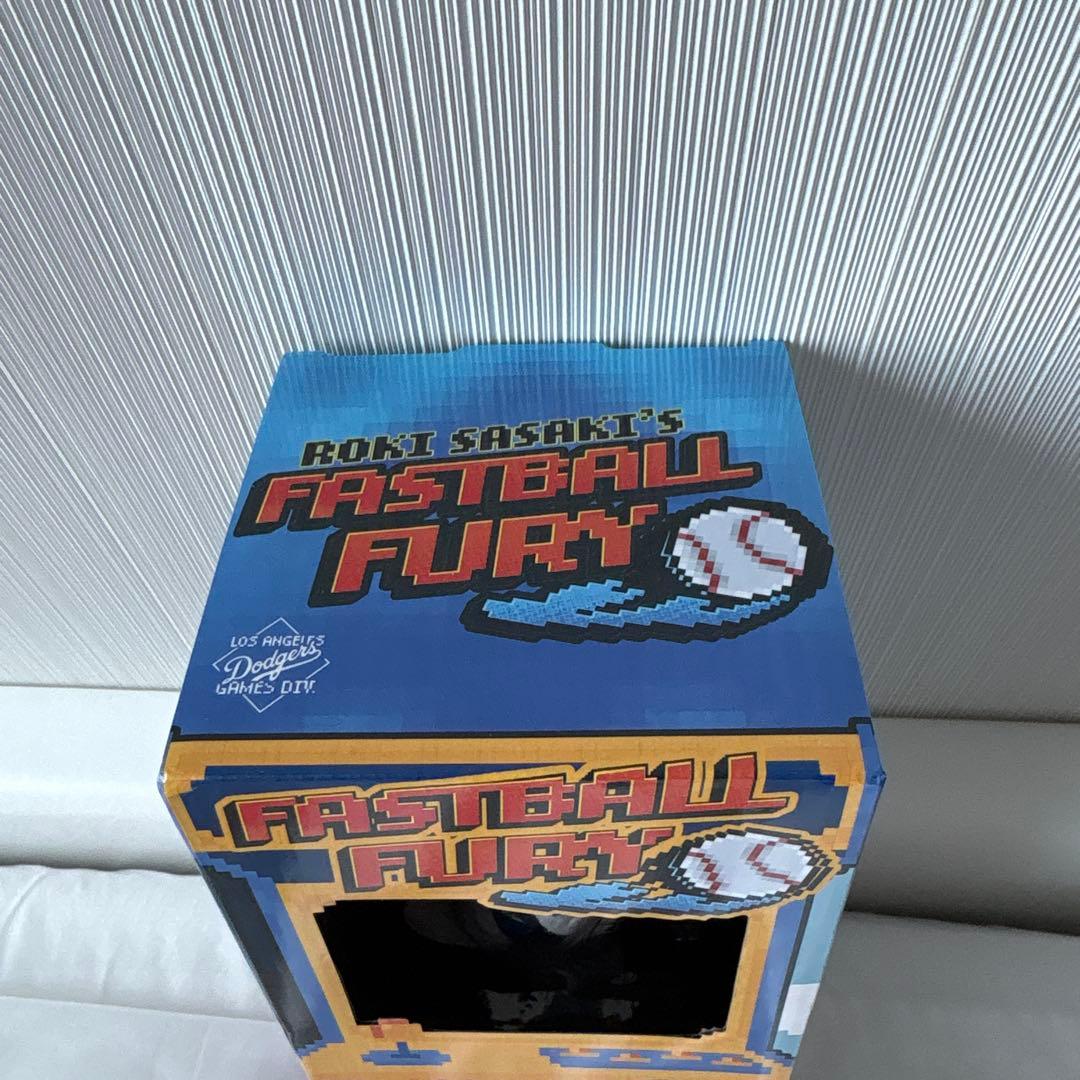 ROKI SASAKI'S
FASTBALL
FURY
LOS ANGELES
Dodgers
GAMES DIV.
FASTBALL
FURY